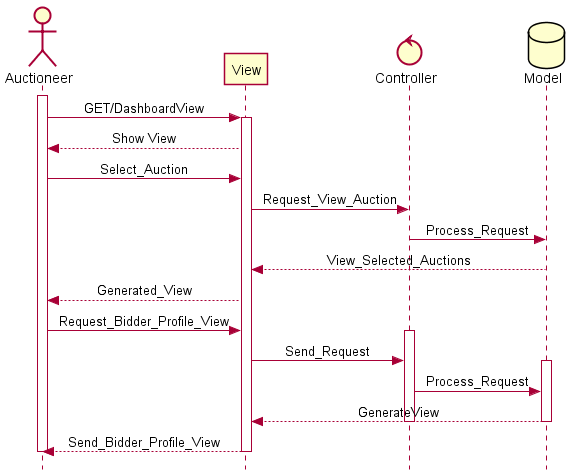 Auctioneer
View
Controller
Model
GET/DashboardView
Show View
Select_Auction
Request_View_Auction
Process_Request
View_Selected_Auctions
Generated_View
Request_Bidder_Profile_View
Send_Request
Process_Request
GenerateView
Send_Bidder_Profile_View